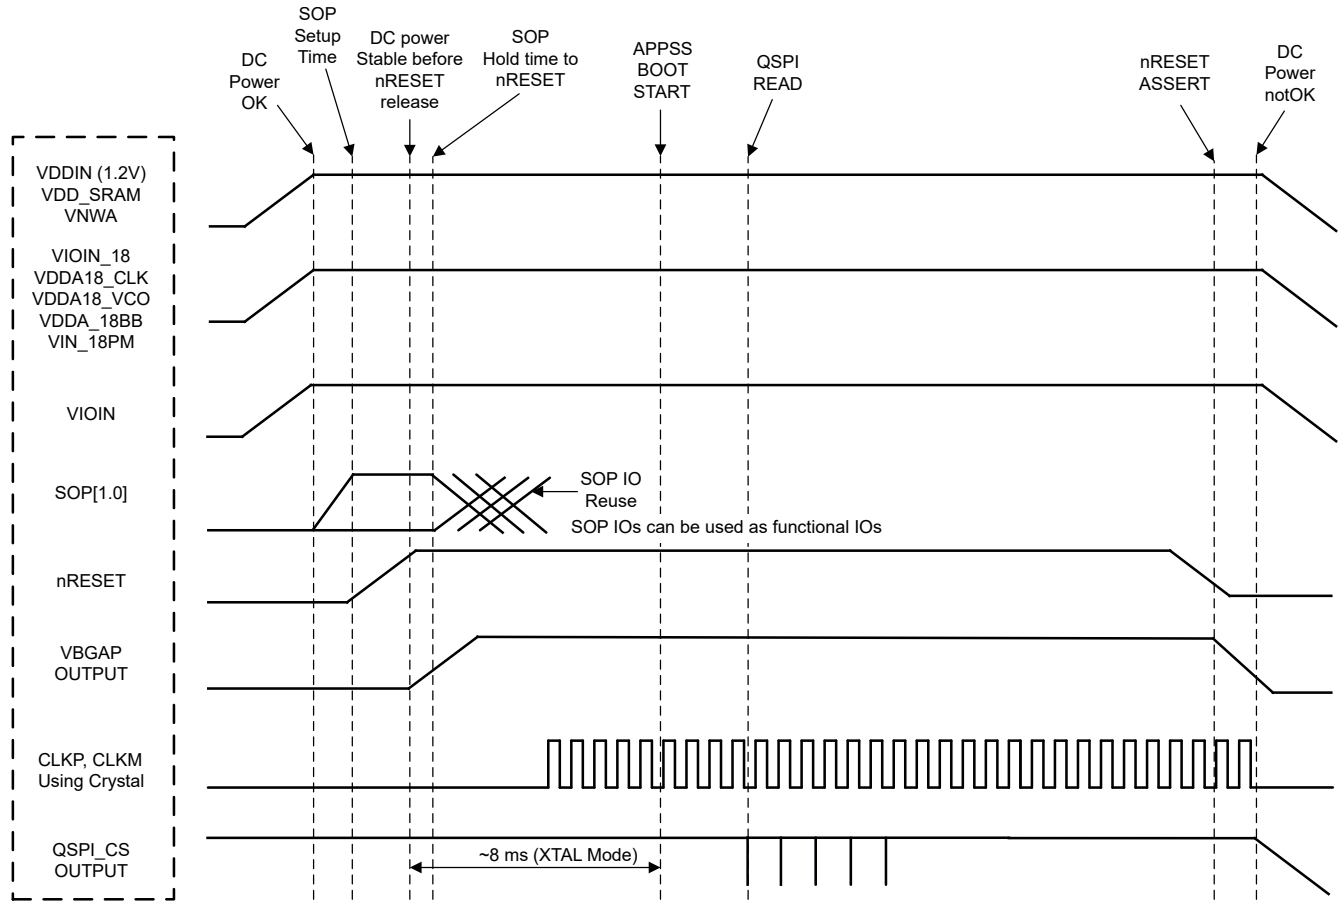 SOP
Setup
Time
DC
Power
OK
DC power
Stable before
nRESET
release
SOP
Hold time to
nRESET
APPSS
BOOT
START
QSPI
READ
nRESET
ASSERT
DC
Power
notOK
VDDIN (1.2V)
VDD_SRAM
VNWA
VIOIN_18
VDDA18_CLK
VDDA18_VCO
VDDA_18BB
VIN_18PM
VIOIN
SOP[1.0]
SOP IO
Reuse
SOP IOs can be used as functional IOs
nRESET
VBGAP
OUTPUT
CLKP, CLKM
Using Crystal
QSPI_CS
OUTPUT
~8 ms (XTAL Mode)